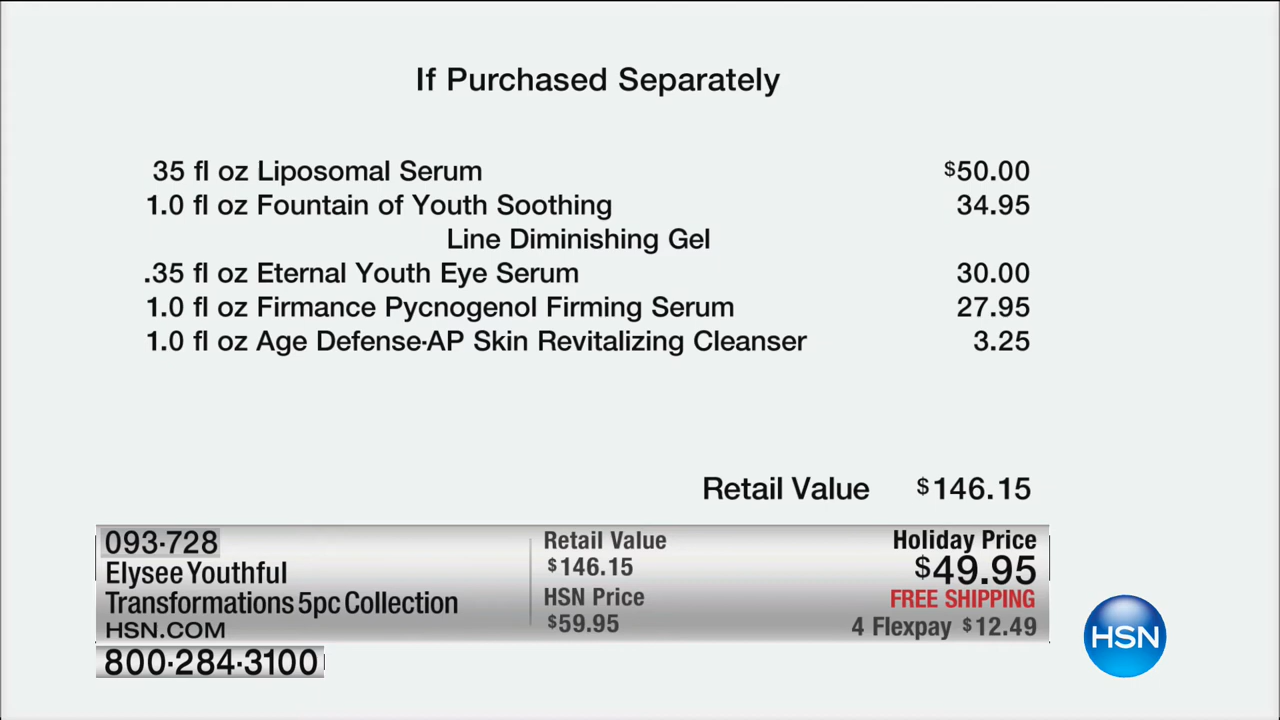 If Purchased Separately
35 fl oz Liposomal Serum $50.00
1.0 fl oz Fountain of Youth Soothing 34.95
Line Diminishing Gel
.35 fl oz Eternal Youth Eye Serum 30.00
1.0 fl oz Firmance Pycnogenol Firming Serum 27.95
1.0 fl oz Age Defense·AP Skin Revitalizing Cleanser 3.25
Retail Value $146.15
093·728
Elysee Youthful
Transformations 5pc Collection
HSN.COM
800·284·3100
Retail Value
$146.15
HSN Price
$59.95
Holiday Price
$49.95
FREE SHIPPING
4 Flexpay $12.49
HSN